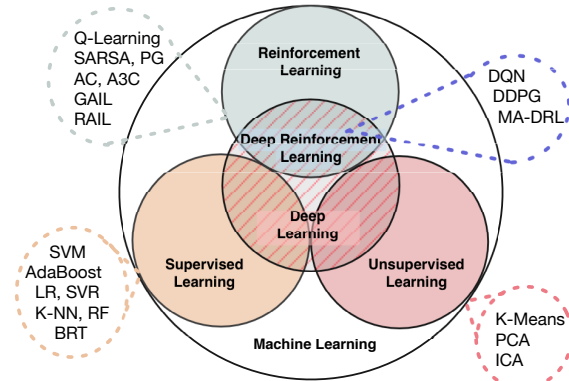 Q-Learning
SARSA, PG
AC, A3C
GAIL
RAIL
Reinforcement
Learning
DQN
DDPG
MA-DRL
Deep Reinforcement
Learning
Deep
Learning
SVM
AdaBoost
LR, SVR
K-NN, RF
BRT
Supervised
Learning
Unsupervised
Learning
K-Means
PCA
ICA
Machine Learning